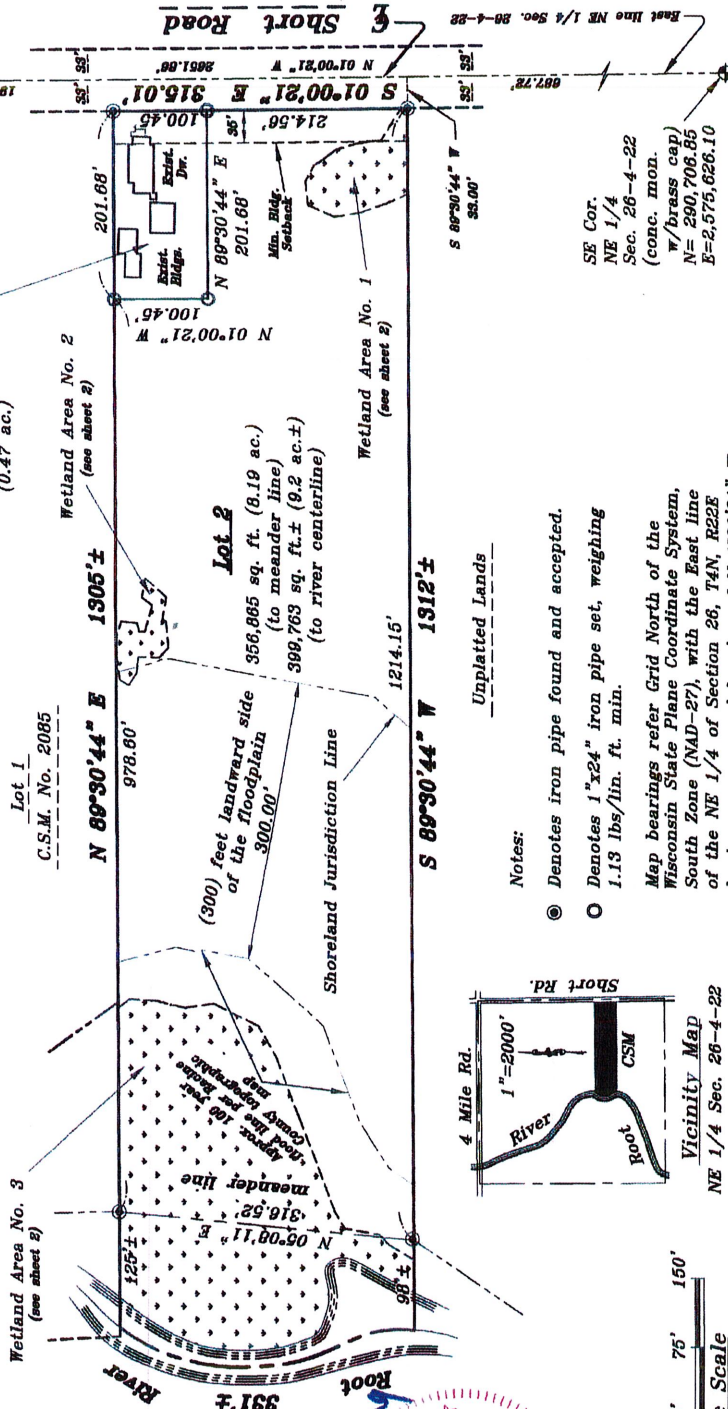 Short Road
℄
East line NE 1/4 Sec. 26-4-22
33'
2651.86'
N 01°00'21" W
33'
687.72'
33'
S 01°00'21" E 315.01'
33'
100.45'
214.56'
35'
201.68'
Exist. Dw.
Exist. Bldgs.
N 89°30'44" E
201.68'
Min. Bldg.
Setback
S 89°30'44" W
33.00'
100.45'
N 01°00'21" W
(0.47 ac.)
Wetland Area No. 2
(see sheet 2)
Wetland Area No. 1
(see sheet 2)
SE Cor.
NE 1/4
Sec. 26-4-22
(conc. mon.
w/brass cap)
N= 290,706.85
E=2,575,626.10
Lot 2
356,865 sq. ft. (8.19 ac.)
(to meander line)
399,763 sq. ft.± (9.2 ac.±)
(to river centerline)
Lot 1
C.S.M. No. 2085
N 89°30'44" E 1305'±
978.60'
1214.15'
S 89°30'44" W 1312'±
Unplatted Lands
(300) feet landward side
of the floodplain
300.00'
Shoreland Jurisdiction Line
Approx. 100 year
flood line per Racine
County topographic
map
meander line
316.52'
N 05°08'11" E
Wetland Area No. 3
(see sheet 2)
125'±
98'±
Root River
331'±
Notes:
Denotes iron pipe found and accepted.
Denotes 1"x24" iron pipe set, weighing
1.13 lbs/lin. ft. min.
Map bearings refer Grid North of the
Wisconsin State Plane Coordinate System,
South Zone (NAD-27), with the East line
of the NE 1/4 of Section 26, T4N, R22E
4 Mile Rd.
Short Rd.
1"=2000'
River
Root
CSM
Vicinity Map
NE 1/4 Sec. 26-4-22
75' 150'
Scale